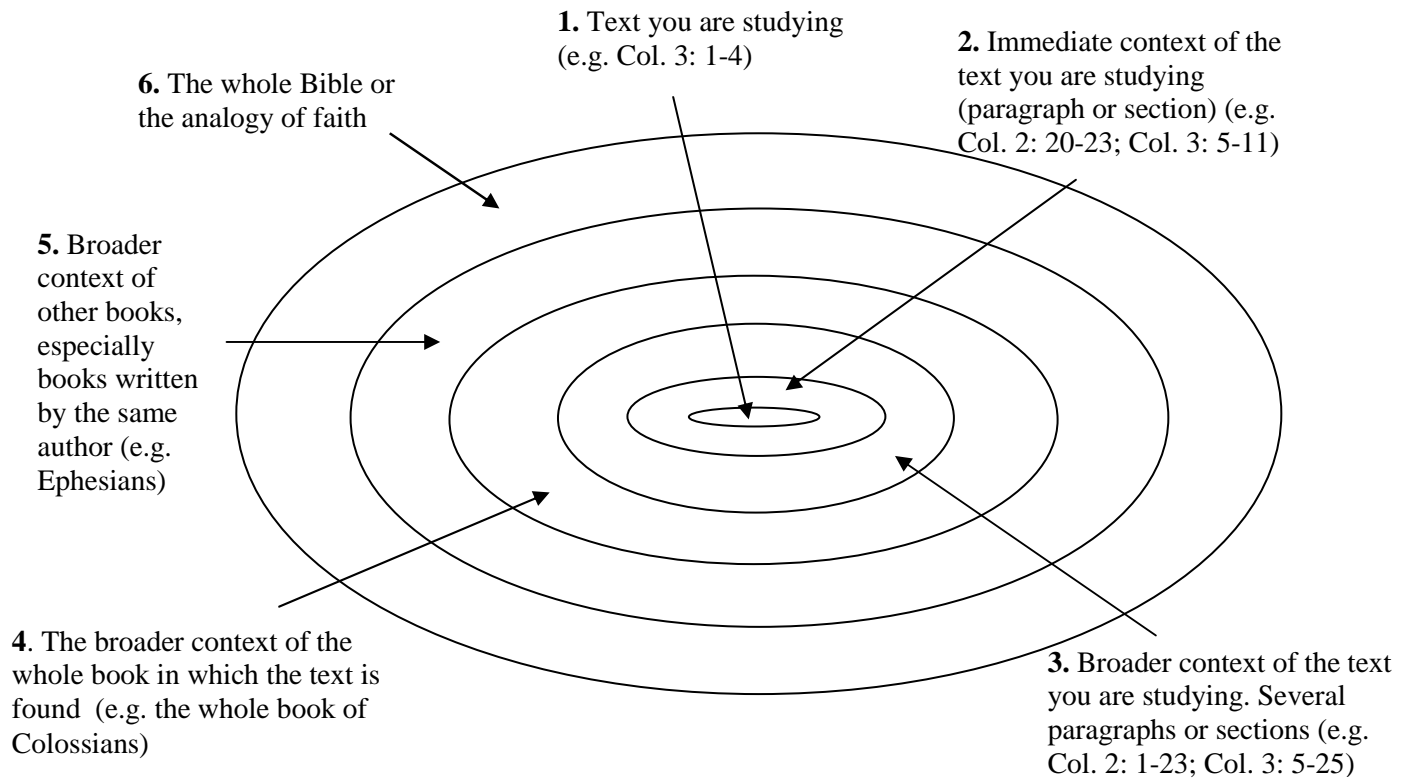 1. Text you are studying
(e.g. Col. 3: 1-4)
2. Immediate context of the
text you are studying
(paragraph or section) (e.g.
Col. 2: 20-23; Col. 3: 5-11)
6. The whole Bible or
the analogy of faith
5. Broader
context of
other books,
especially
books written
by the same
author (e.g.
Ephesians)
4. The broader context of the
whole book in which the text is
found (e.g. the whole book of
Colossians)
3. Broader context of the text
you are studying. Several
paragraphs or sections (e.g.
Col. 2: 1-23; Col. 3: 5-25)